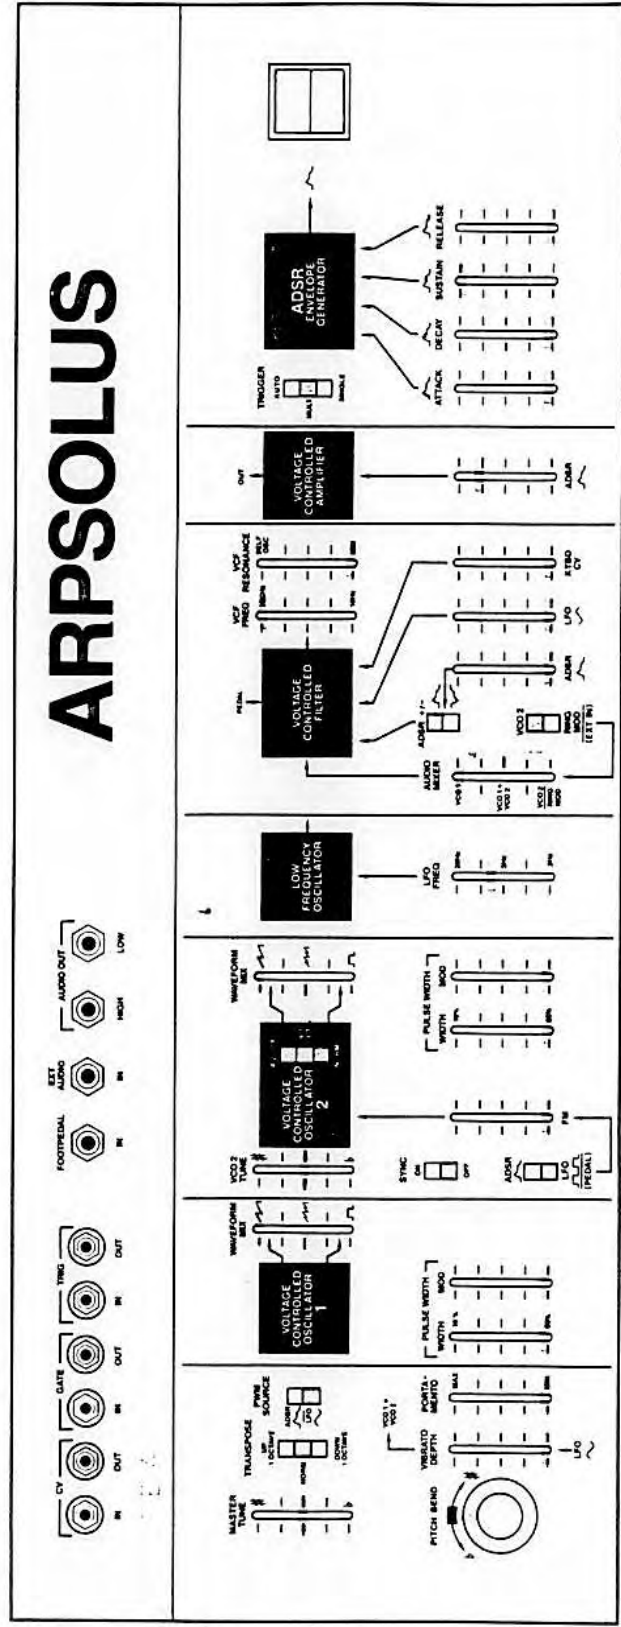 ARPSOLUS
CV
IN
OUT
GATE
IN
OUT
TRIG
IN
OUT
FOOTPEDAL
IN
EXT
AUDIO
IN
AUDIO OUT
HIGH
LOW
MASTER
TUNE
TRANSPOSE
UP
1 OCTAVE
NORM
DOWN
1 OCTAVE
PWM
SOURCE
ADSR
LFO
PITCH BEND
VIBRATO
DEPTH
VCO 1 +
VCO 2
LFO
PORTA-
MENTO
MAX
VOLTAGE
CONTROLLED
OSCILLATOR
1
WAVEFORM
MIX
PULSE WIDTH
WIDTH
MOD
VCO 2
TUNE
VOLTAGE
CONTROLLED
OSCILLATOR
2
WAVEFORM
MIX
SYNC
ON
OFF
ADSR
LFO
(PEDAL)
FM
PULSE WIDTH
WIDTH
MOD
LOW
FREQUENCY
OSCILLATOR
LFO
FREQ
PEDAL
VOLTAGE
CONTROLLED
FILTER
VCF
FREQ
VCF
RESONANCE
SELF
OSC
AUDIO
MIXER
VCO 1
VCO 1 +
VCO 2
VCO 2
RING
MOD
ADSR +/-
VCO 2
RING
MOD
(EXT IN)
ADSR
LFO
KYBD
CV
OUT
VOLTAGE
CONTROLLED
AMPLIFIER
ADSR
TRIGGER
AUTO
MULT
SINGLE
ADSR
ENVELOPE
GENERATOR
ATTACK
DECAY
SUSTAIN
RELEASE